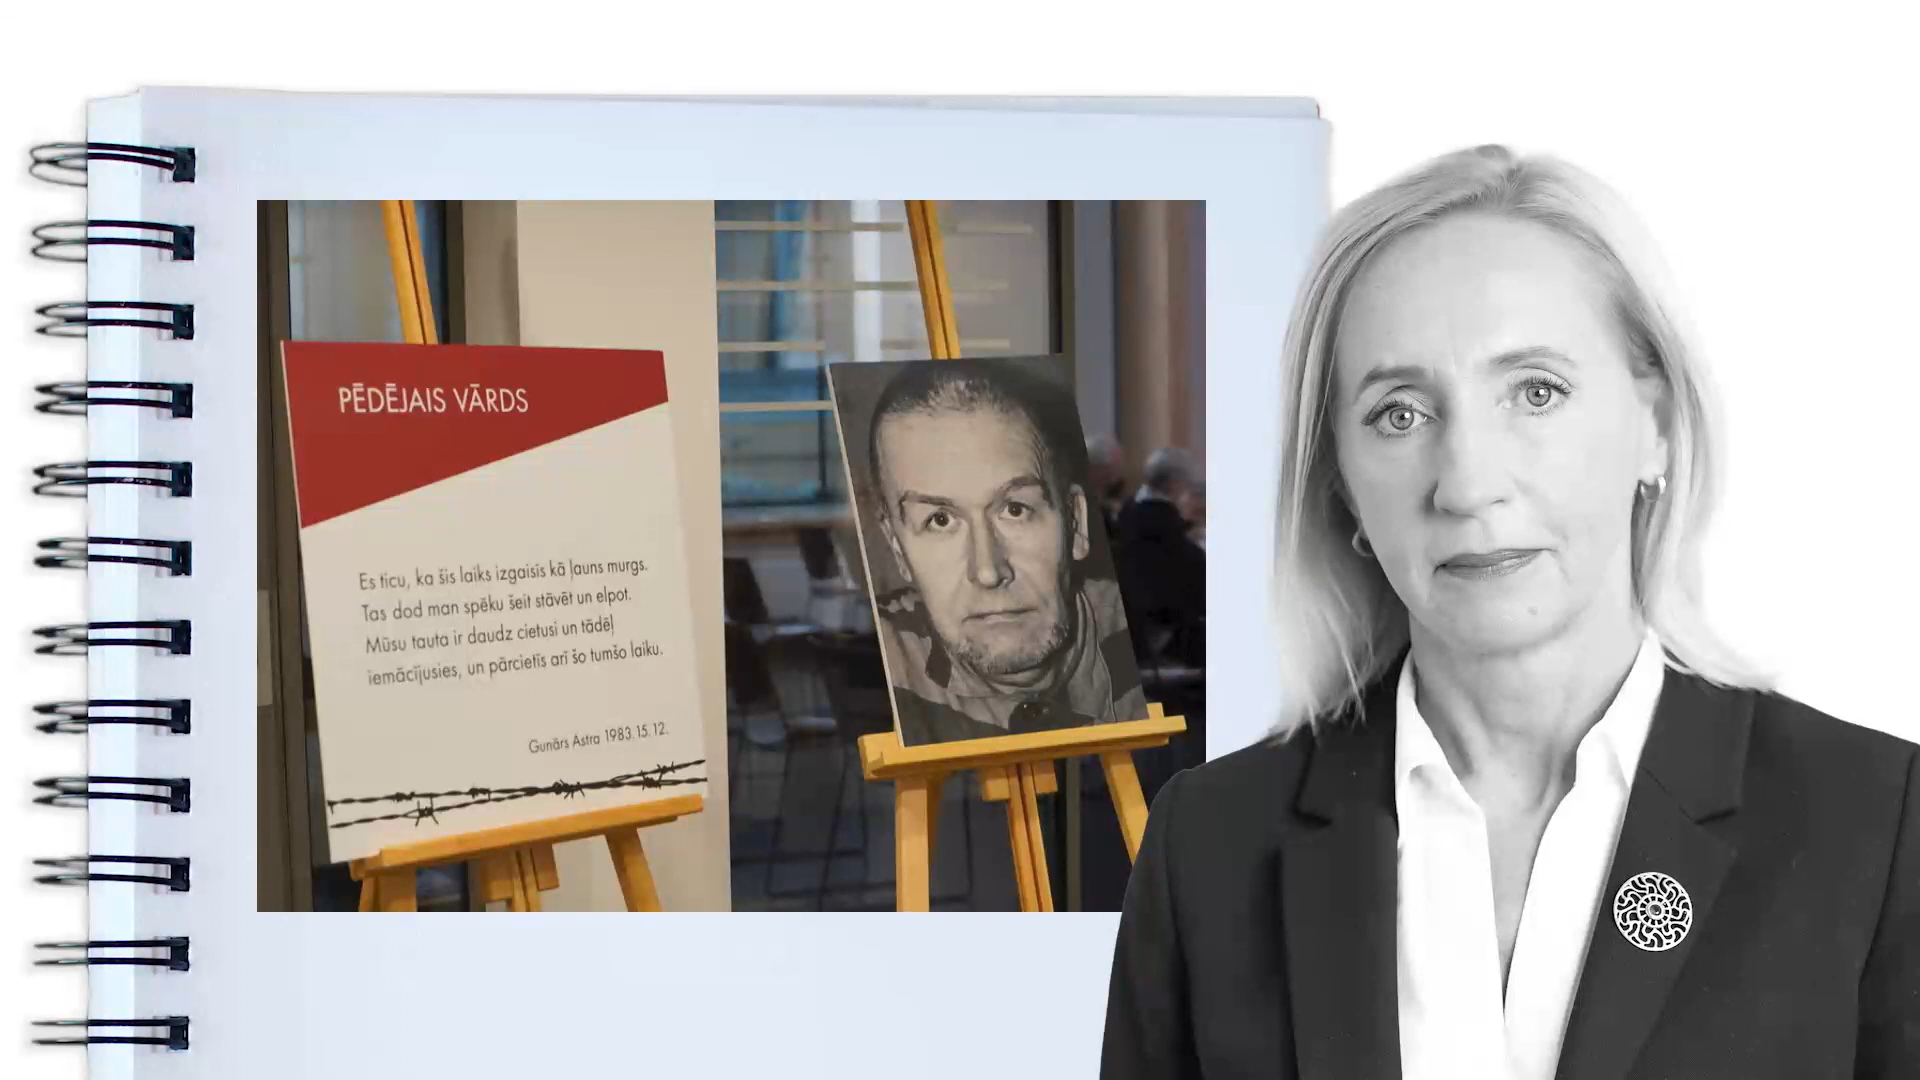 PĒDĒJAIS VĀRDS
Es ticu, ka šis laiks izgaisīs kā ļauns murgs.
Tas dod man spēku šeit stāvēt un elpot.
Mūsu tauta ir daudz cietusi un tādēļ
iemācījusies, un pārcietīs arī šo tumšo laiku.
Gunārs Astra 1983.15.12.